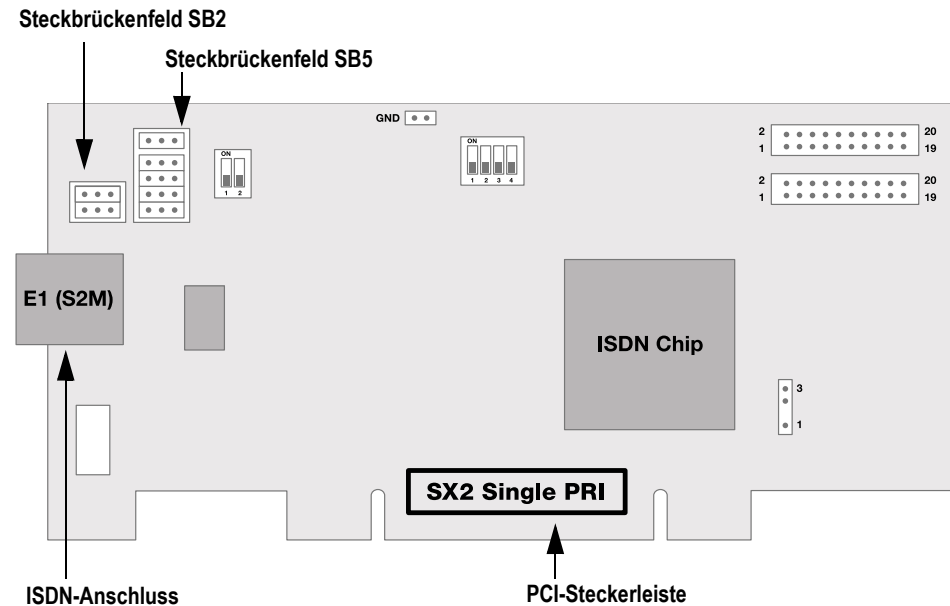 Steckbrückenfeld SB2
Steckbrückenfeld SB5
GND
ON
1 2
ON
1 2 3 4
2 20
1 19
2 20
1 19
E1 (S2M)
ISDN Chip
3
1
SX2 Single PRI
ISDN-Anschluss
PCI-Steckerleiste